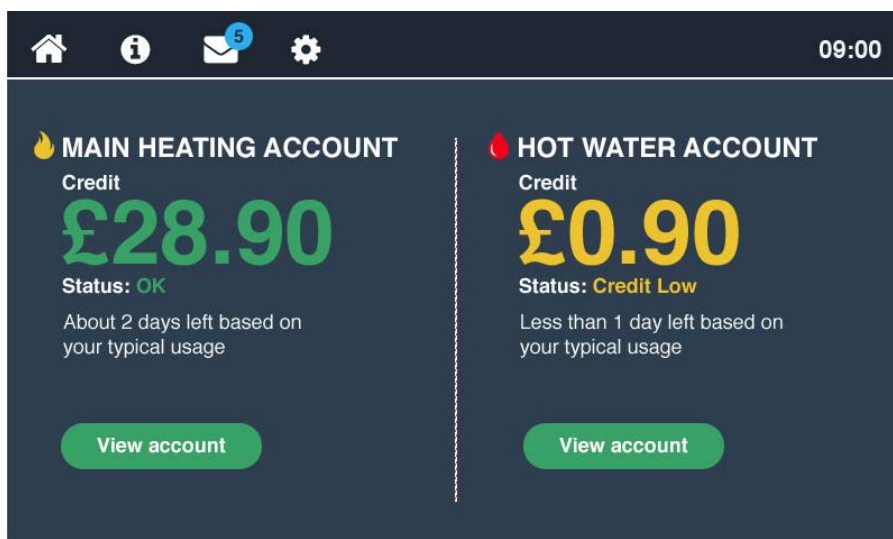 5
09:00
MAIN HEATING ACCOUNT
Credit
£28.90
Status: OK
About 2 days left based on
your typical usage
View account
HOT WATER ACCOUNT
Credit
£0.90
Status: Credit Low
Less than 1 day left based on
your typical usage
View account